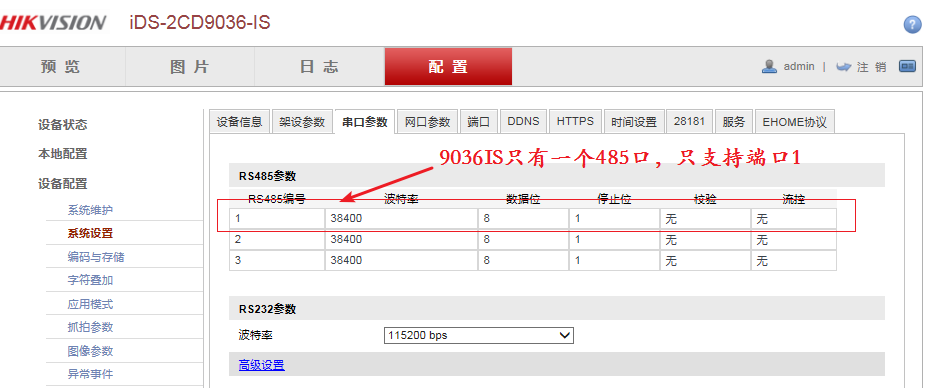 HIKVISION iDS-2CD9036-IS
预 览 图 片 日 志 配 置 admin | 注 销
设备状态
本地配置
设备配置
系统维护
系统设置
编码与存储
字符叠加
应用模式
抓拍参数
图像参数
异常事件
设备信息 架设参数 串口参数 网口参数 端口 DDNS HTTPS 时间设置 28181 服务 EHOME协议
9036IS只有一个485口，只支持端口1
RS485参数
RS485编号 波特率 数据位 停止位 校验 流控
1 38400 8 1 无 无
2 38400 8 1 无 无
3 38400 8 1 无 无
RS232参数
波特率 115200 bps
高级设置